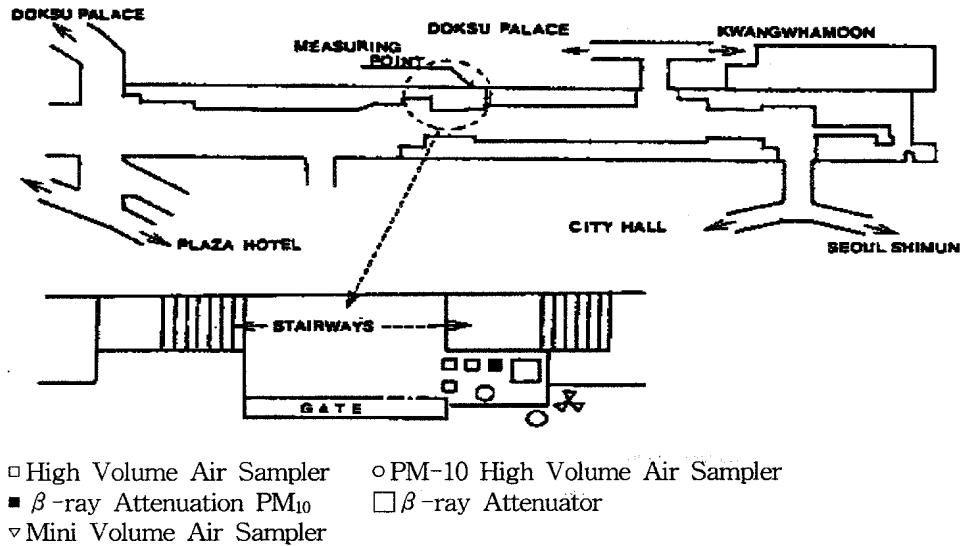 DOKSU PALACE
DOKSU PALACE
KWANGWHAMOON
MEASURING
POINT
PLAZA HOTEL
CITY HALL
SEOUL SHIMUN
STAIRWAYS
GATE
□ High Volume Air Sampler ○ PM-10 High Volume Air Sampler
■ β-ray Attenuation PM₁₀ □ β-ray Attenuator
▽ Mini Volume Air Sampler